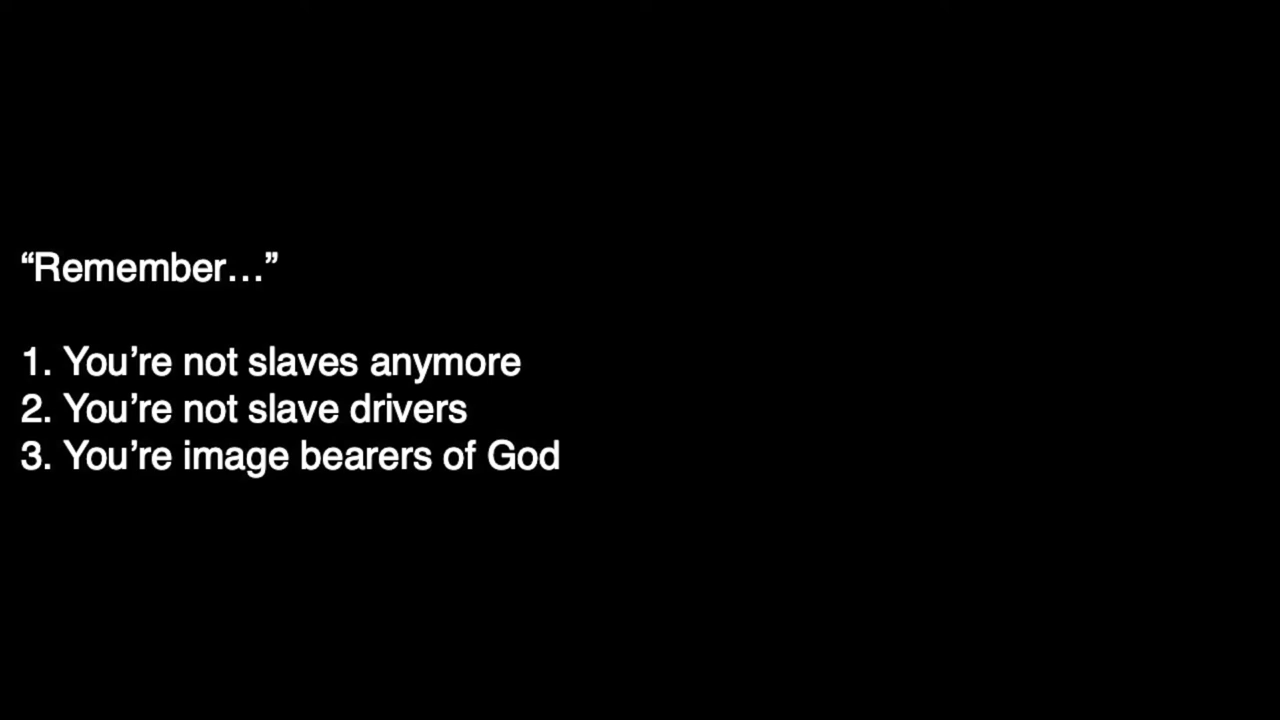 “Remember…”
1. You’re not slaves anymore
2. You’re not slave drivers
3. You’re image bearers of God